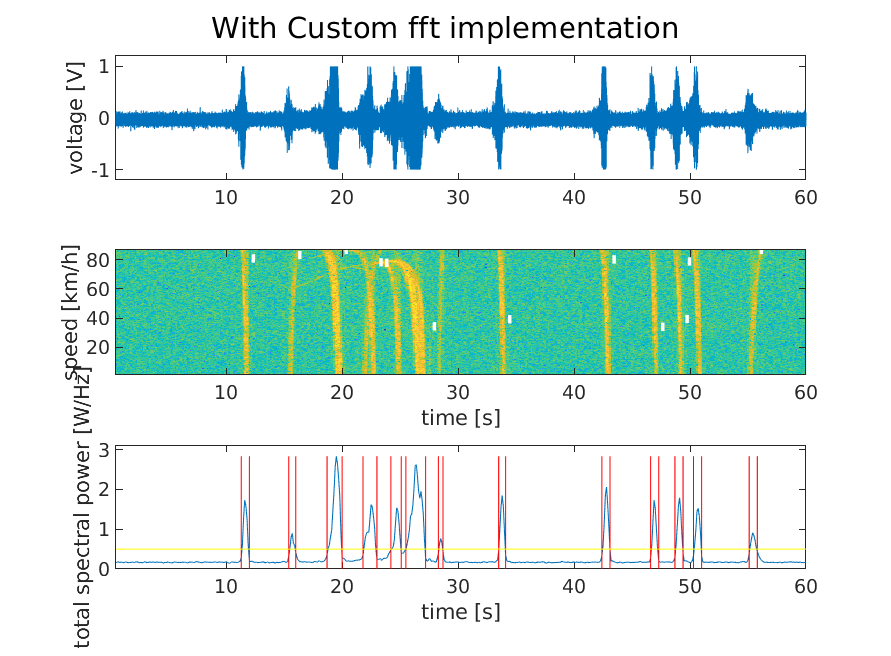 With Custom fft implementation
voltage [V]
1
0
-1
10 20 30 40 50 60
speed [km/h]
80
60
40
20
10 20 30 40 50 60
time [s]
total spectral power [W/Hz]
3
2
1
0
10 20 30 40 50 60
time [s]